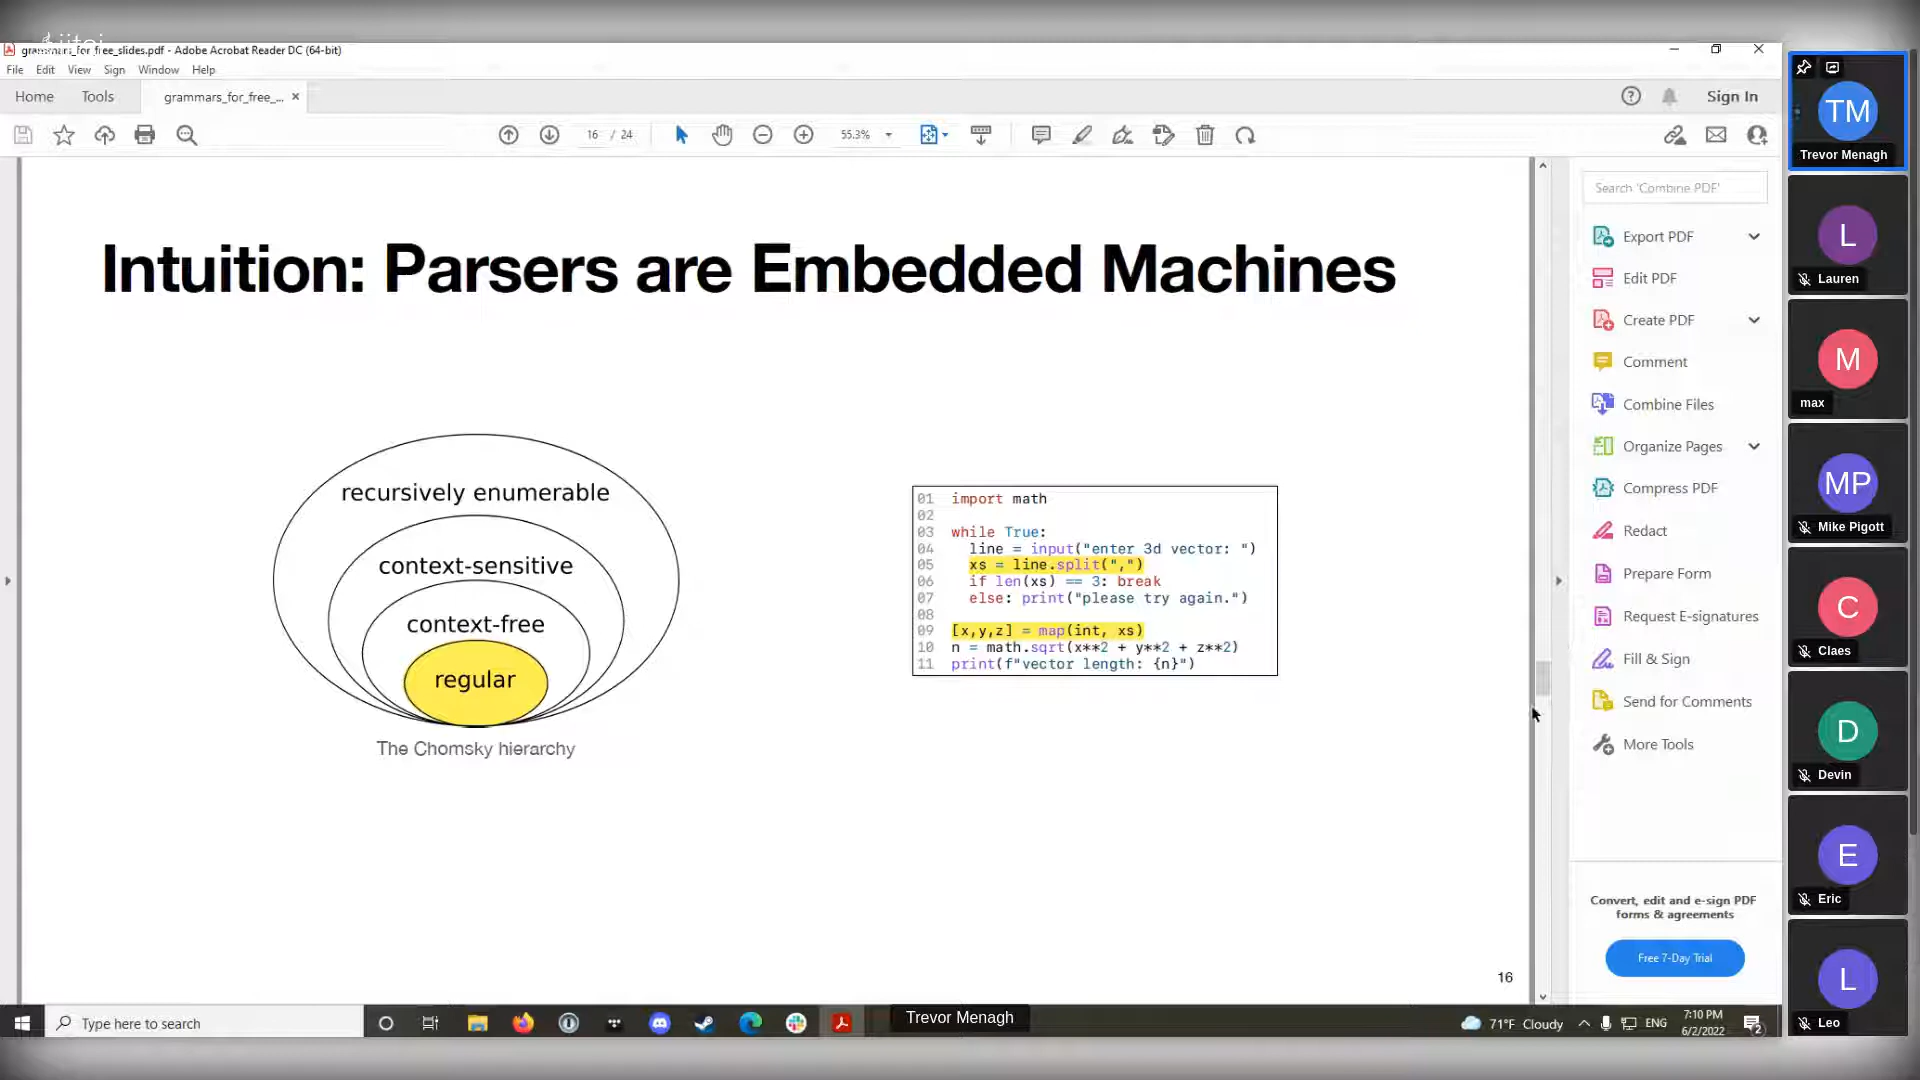 grammars_for_free_slides.pdf - Adobe Acrobat Reader DC (64-bit)
File Edit View Sign Window Help
Home Tools grammars_for_free_... Sign In
16 / 24 55.3%
Intuition: Parsers are Embedded Machines
recursively enumerable
context-sensitive
context-free
regular
The Chomsky hierarchy
01 import math
02
03 while True:
04 line = input("enter 3d vector: ")
05 xs = line.split(",")
06 if len(xs) == 3: break
07 else: print("please try again.")
08
09 [x,y,z] = map(int, xs)
10 n = math.sqrt(x**2 + y**2 + z**2)
11 print(f"vector length: {n}")
16
Search 'Combine PDF'
Export PDF
Edit PDF
Create PDF
Comment
Combine Files
Organize Pages
Compress PDF
Redact
Prepare Form
Request E-signatures
Fill & Sign
Send for Comments
More Tools
Convert, edit and e-sign PDF
forms & agreements
Free 7-Day Trial
TM
Trevor Menagh
L
Lauren
M
max
MP
Mike Pigott
C
Claes
D
Devin
E
Eric
L
Leo
Type here to search
Trevor Menagh
71°F Cloudy
ENG
7:10 PM
6/2/2022
2